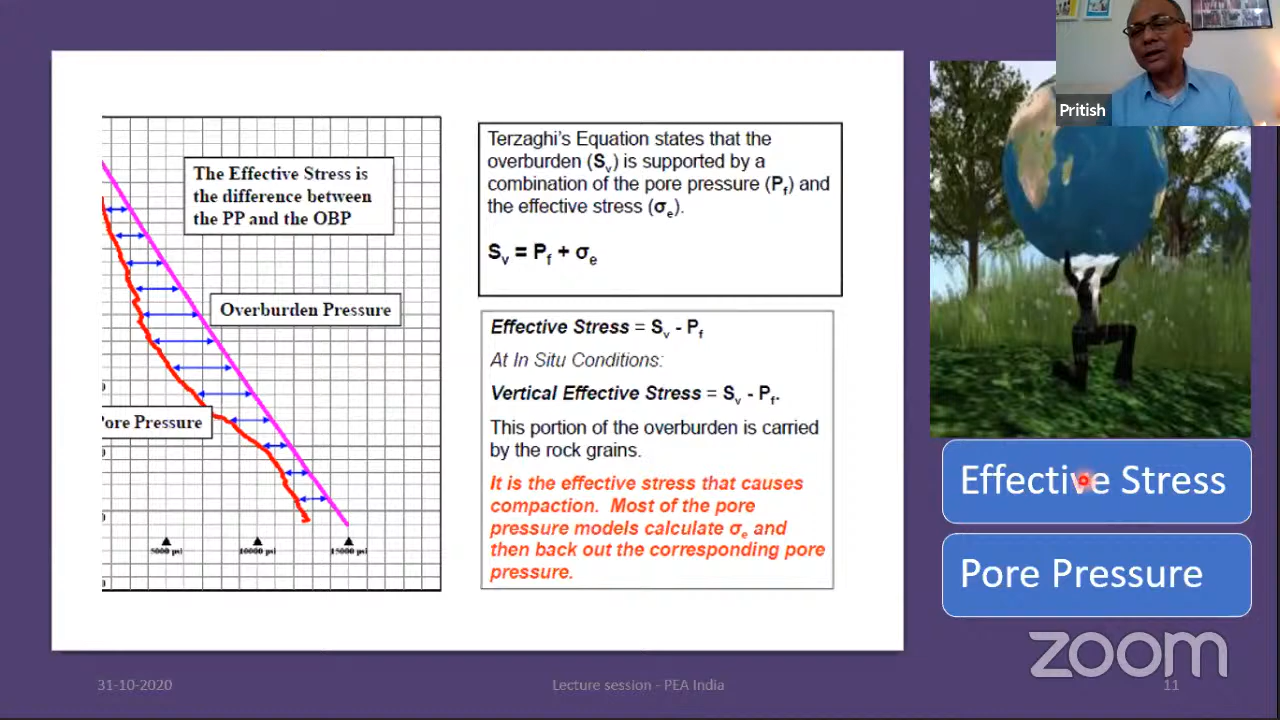 Pritish
The Effective Stress is
the difference between
the PP and the OBP
Overburden Pressure
Pore Pressure
5000 psi
10000 psi
15000 psi
Terzaghi's Equation states that the
overburden (Sv) is supported by a
combination of the pore pressure (Pf) and
the effective stress (σe).
Sv = Pf + σe
Effective Stress = Sv - Pf
At In Situ Conditions:
Vertical Effective Stress = Sv - Pf.
This portion of the overburden is carried
by the rock grains.
It is the effective stress that causes
compaction. Most of the pore
pressure models calculate σe and
then back out the corresponding pore
pressure.
Effective Stress
Pore Pressure
zoom
31-10-2020
Lecture session - PEA India
11